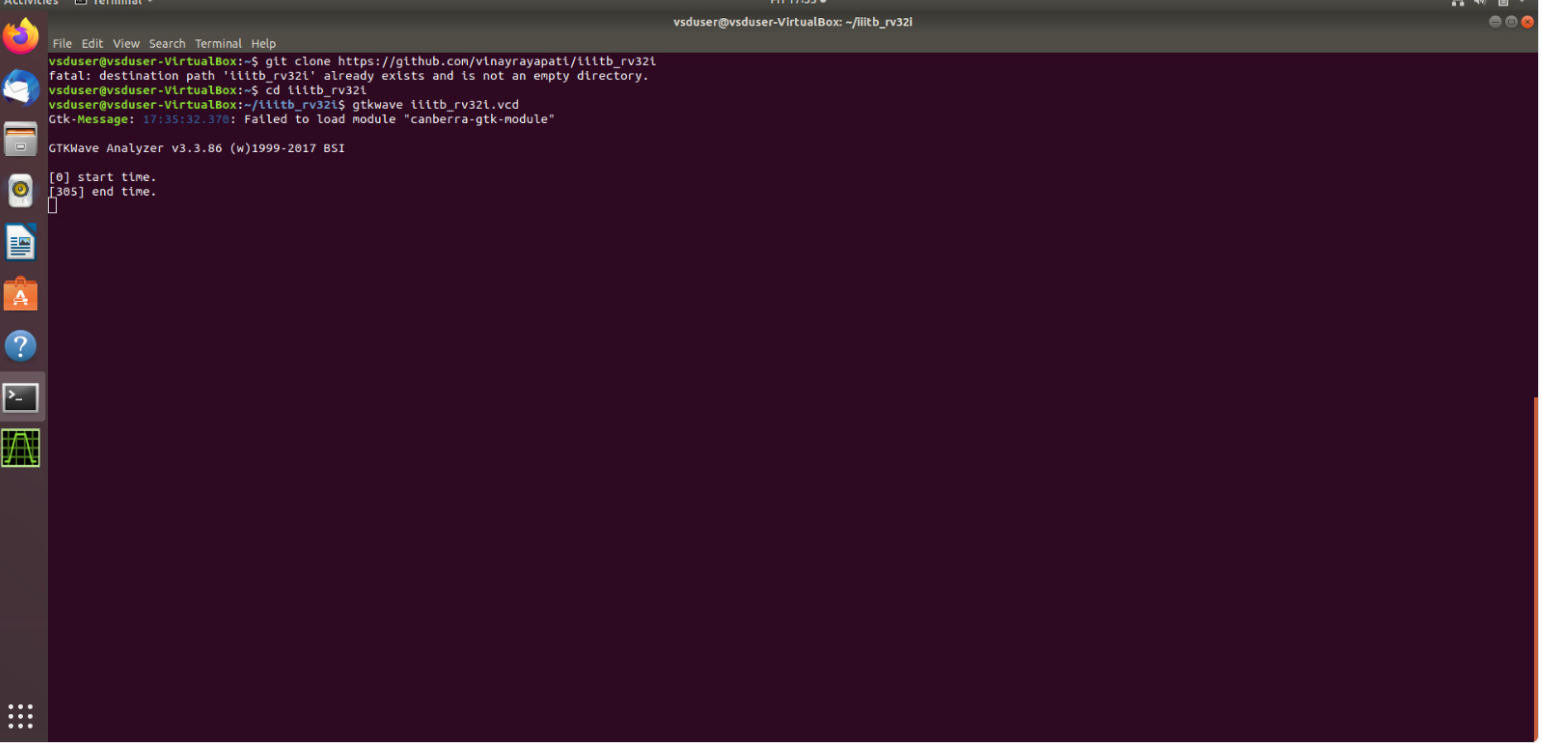 Activities Terminal
Fri 17:35
vsduser@vsduser-VirtualBox: ~/iiitb_rv32i
File Edit View Search Terminal Help
vsduser@vsduser-VirtualBox:~$ git clone https://github.com/vinayrayapati/iiitb_rv32i
fatal: destination path 'iiitb_rv32i' already exists and is not an empty directory.
vsduser@vsduser-VirtualBox:~$ cd iiitb_rv32i
vsduser@vsduser-VirtualBox:~/iiitb_rv32i$ gtkwave iiitb_rv32i.vcd
Gtk-Message: 17:35:32.370: Failed to load module "canberra-gtk-module"
GTKWave Analyzer v3.3.86 (w)1999-2017 BSI
[0] start time.
[305] end time.